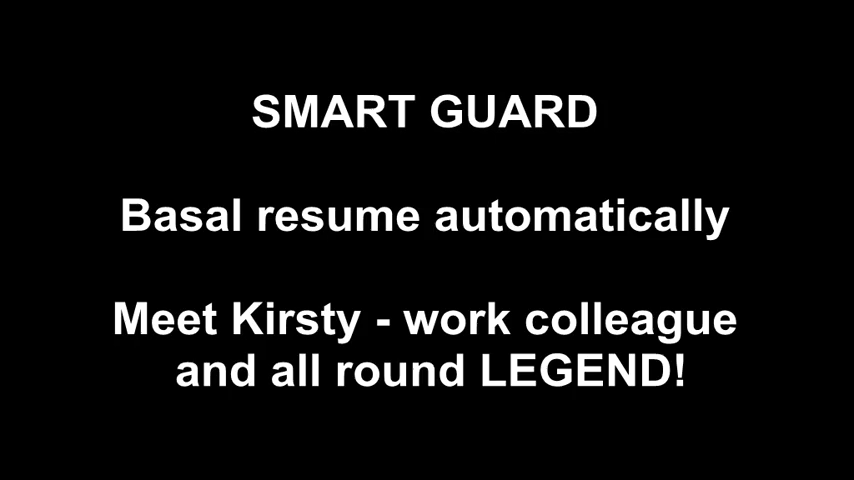 SMART GUARD
Basal resume automatically
Meet Kirsty - work colleague
and all round LEGEND!